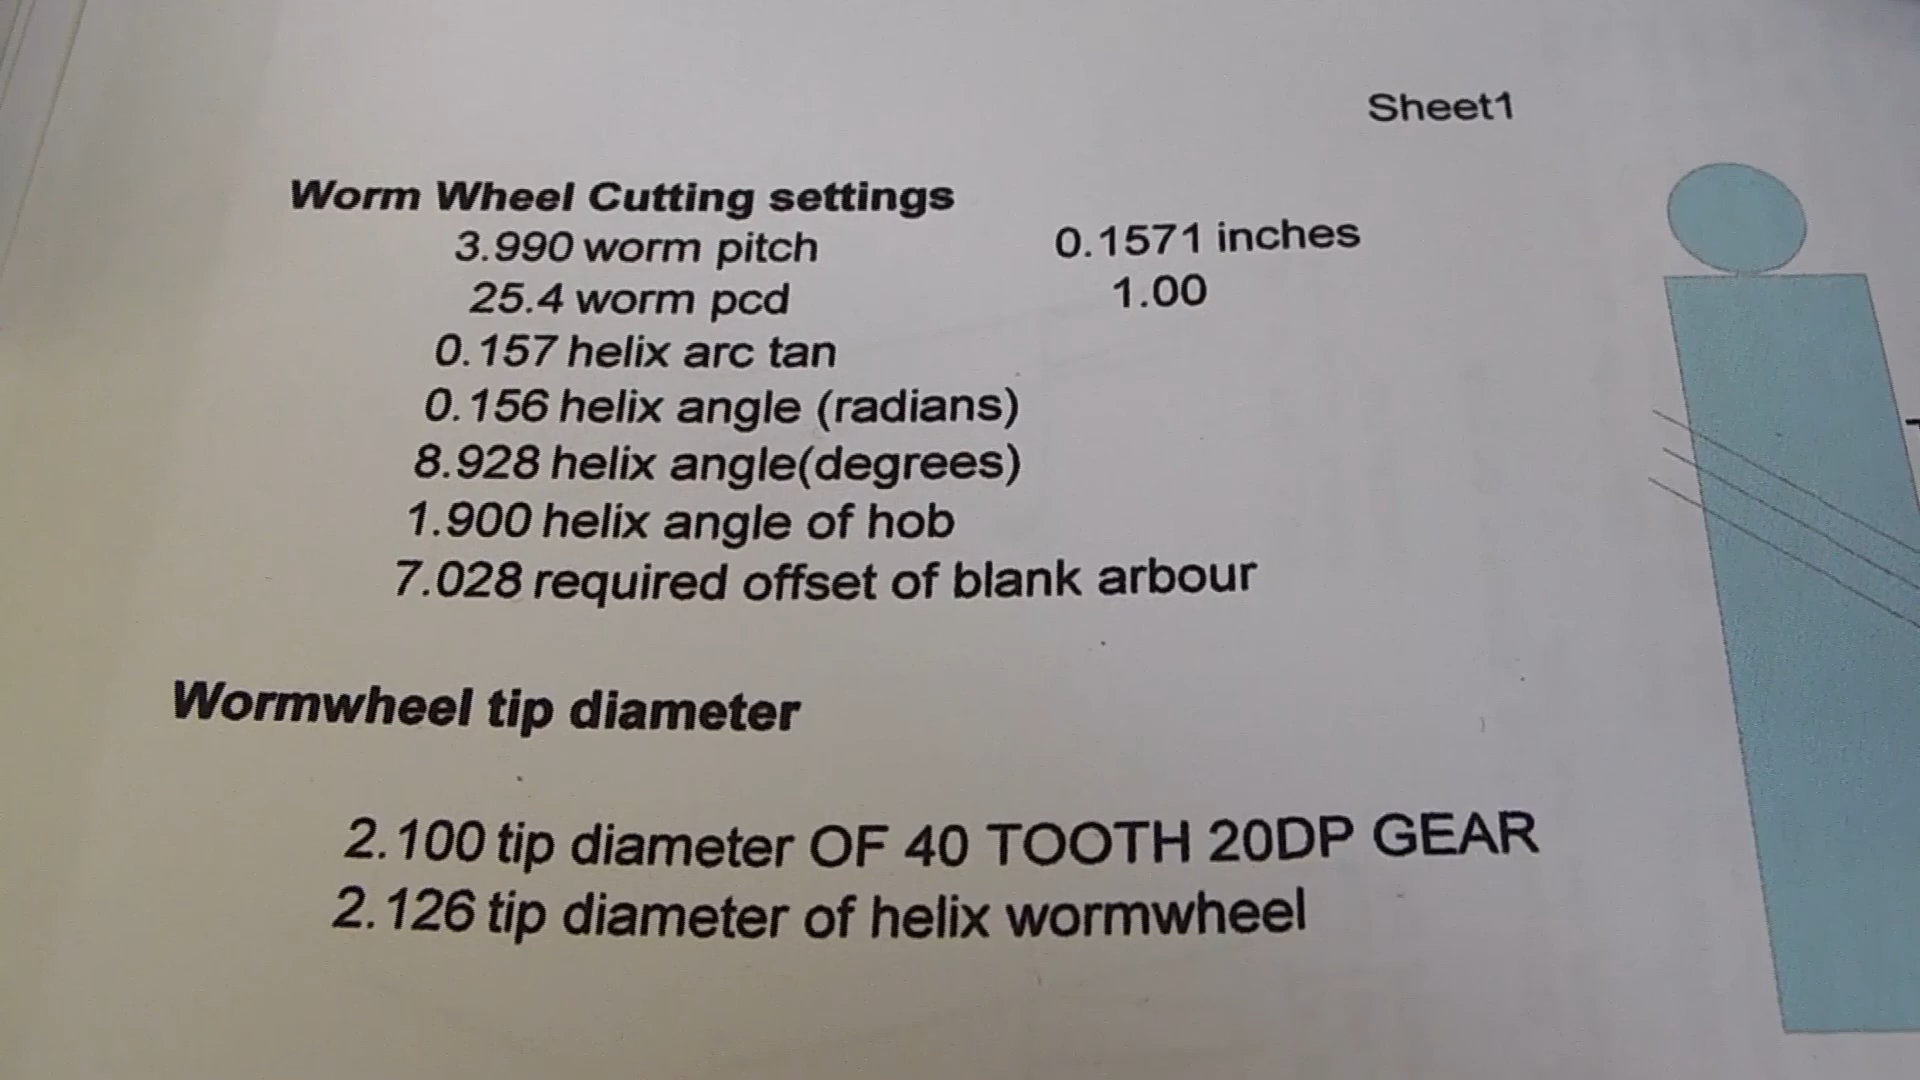 Sheet1
Worm Wheel Cutting settings
3.990 worm pitch 0.1571 inches
25.4 worm pcd 1.00
0.157 helix arc tan
0.156 helix angle (radians)
8.928 helix angle(degrees)
1.900 helix angle of hob
7.028 required offset of blank arbour
Wormwheel tip diameter
2.100 tip diameter OF 40 TOOTH 20DP GEAR
2.126 tip diameter of helix wormwheel